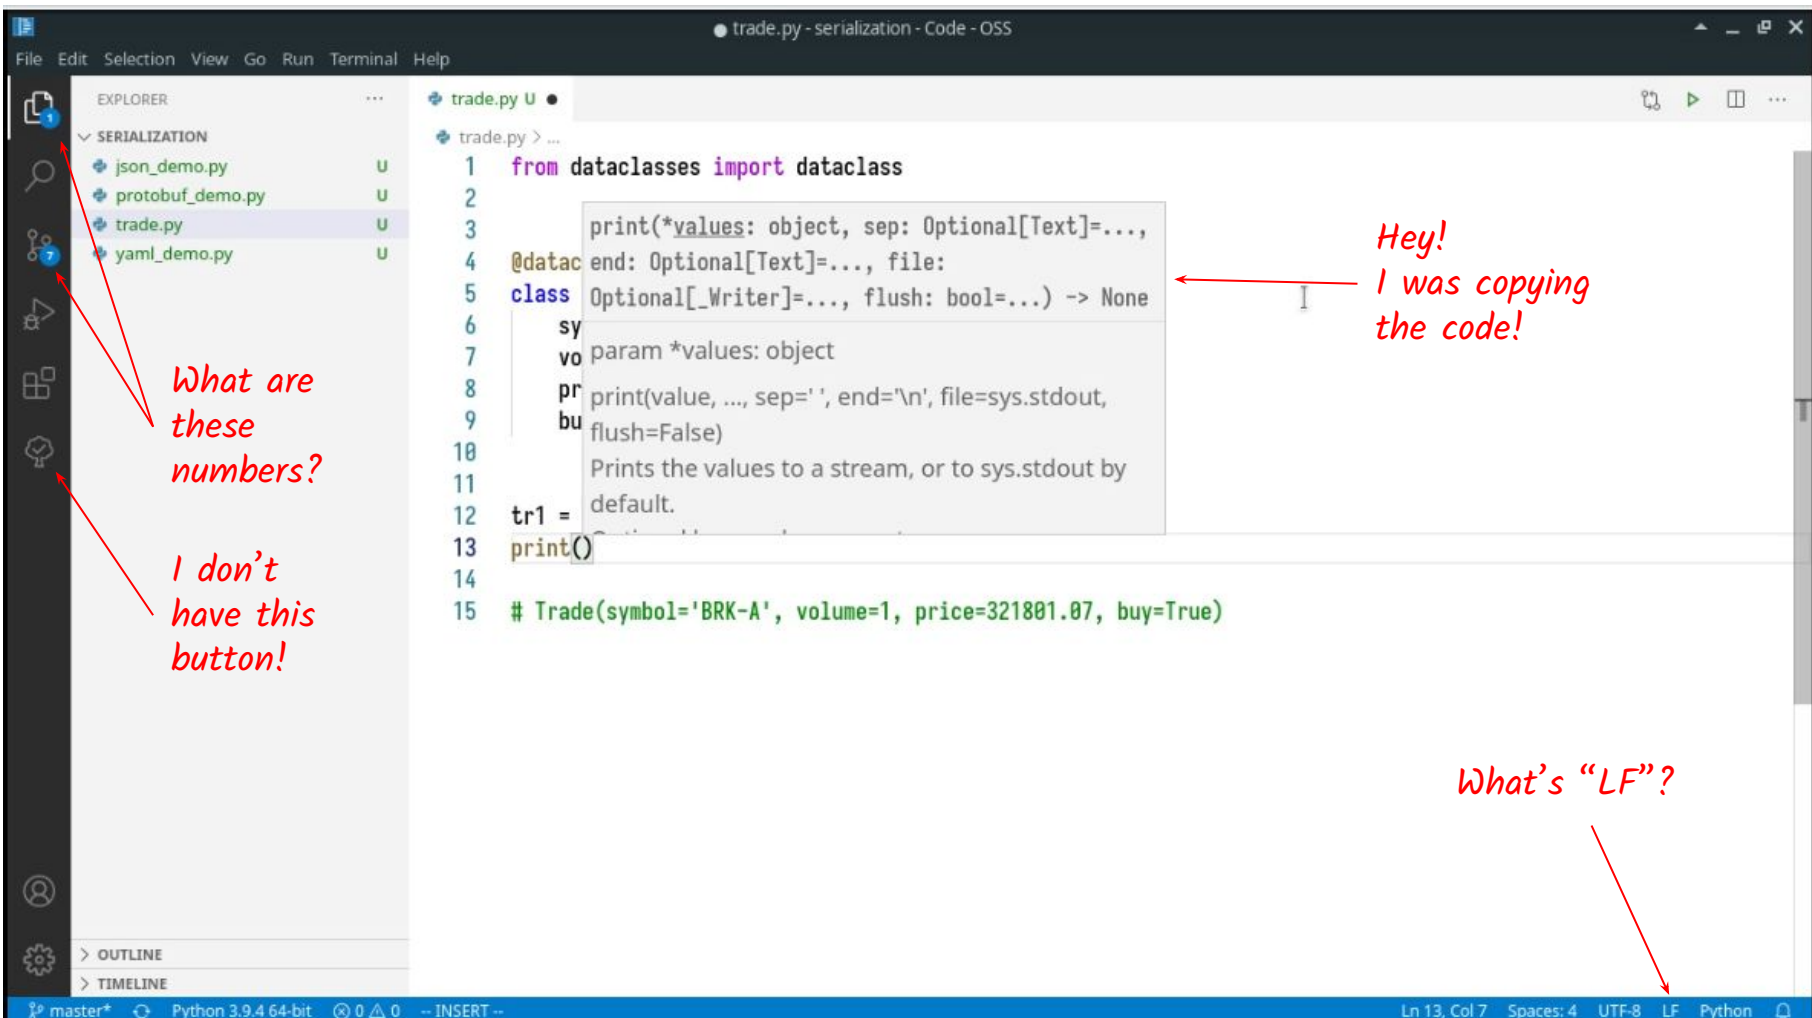 trade.py - serialization - Code - OSS
File Edit Selection View Go Run Terminal Help
EXPLORER
SERIALIZATION
json_demo.py U
protobuf_demo.py U
trade.py U
yaml_demo.py U
1
7
trade.py U
trade.py > ...
1 from dataclasses import dataclass
2
3
4 @datac
5 class
6 sy
7 vo
8 pr
9 bu
10
11
12 tr1 =
13 print()
14
15 # Trade(symbol='BRK-A', volume=1, price=321801.07, buy=True)
print(*values: object, sep: Optional[Text]=...,
end: Optional[Text]=..., file:
Optional[_Writer]=..., flush: bool=...) -> None
param *values: object
print(value, ..., sep=' ', end='\n', file=sys.stdout,
flush=False)
Prints the values to a stream, or to sys.stdout by
default.
Hey!
I was copying
the code!
What are
these
numbers?
I don't
have this
button!
What's "LF"?
OUTLINE
TIMELINE
master* Python 3.9.4 64-bit 0 0 -- INSERT -- Ln 13, Col 7 Spaces: 4 UTF-8 LF Python